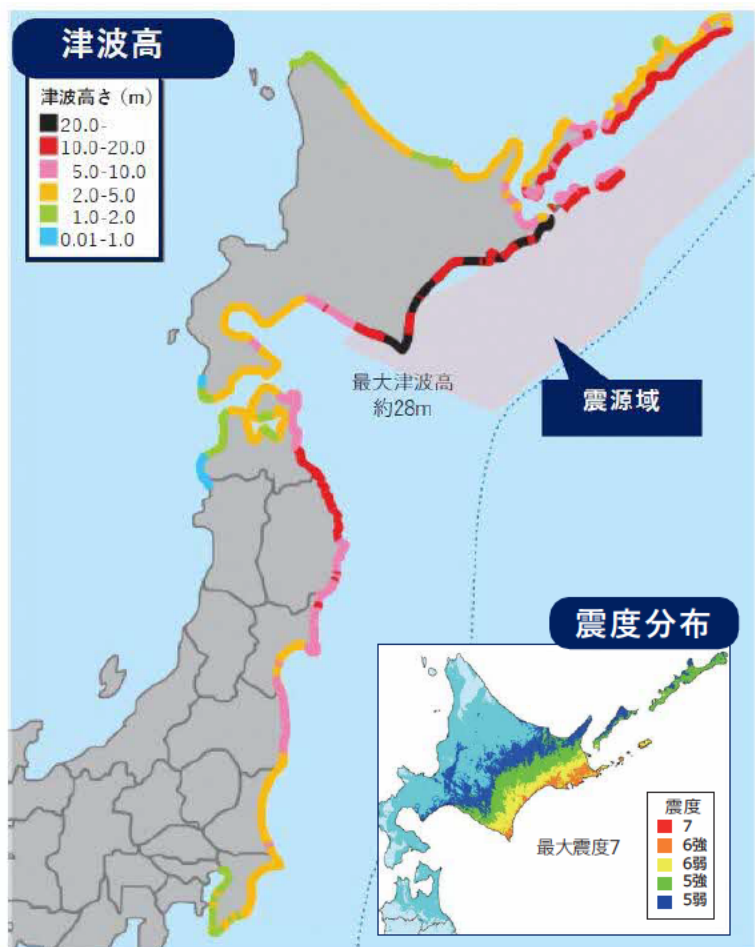 津波高
津波高さ（m）
20.0-
10.0-20.0
5.0-10.0
2.0-5.0
1.0-2.0
0.01-1.0
最大津波高
約28m
震源域
震度分布
最大震度7
震度
7
6強
6弱
5強
5弱